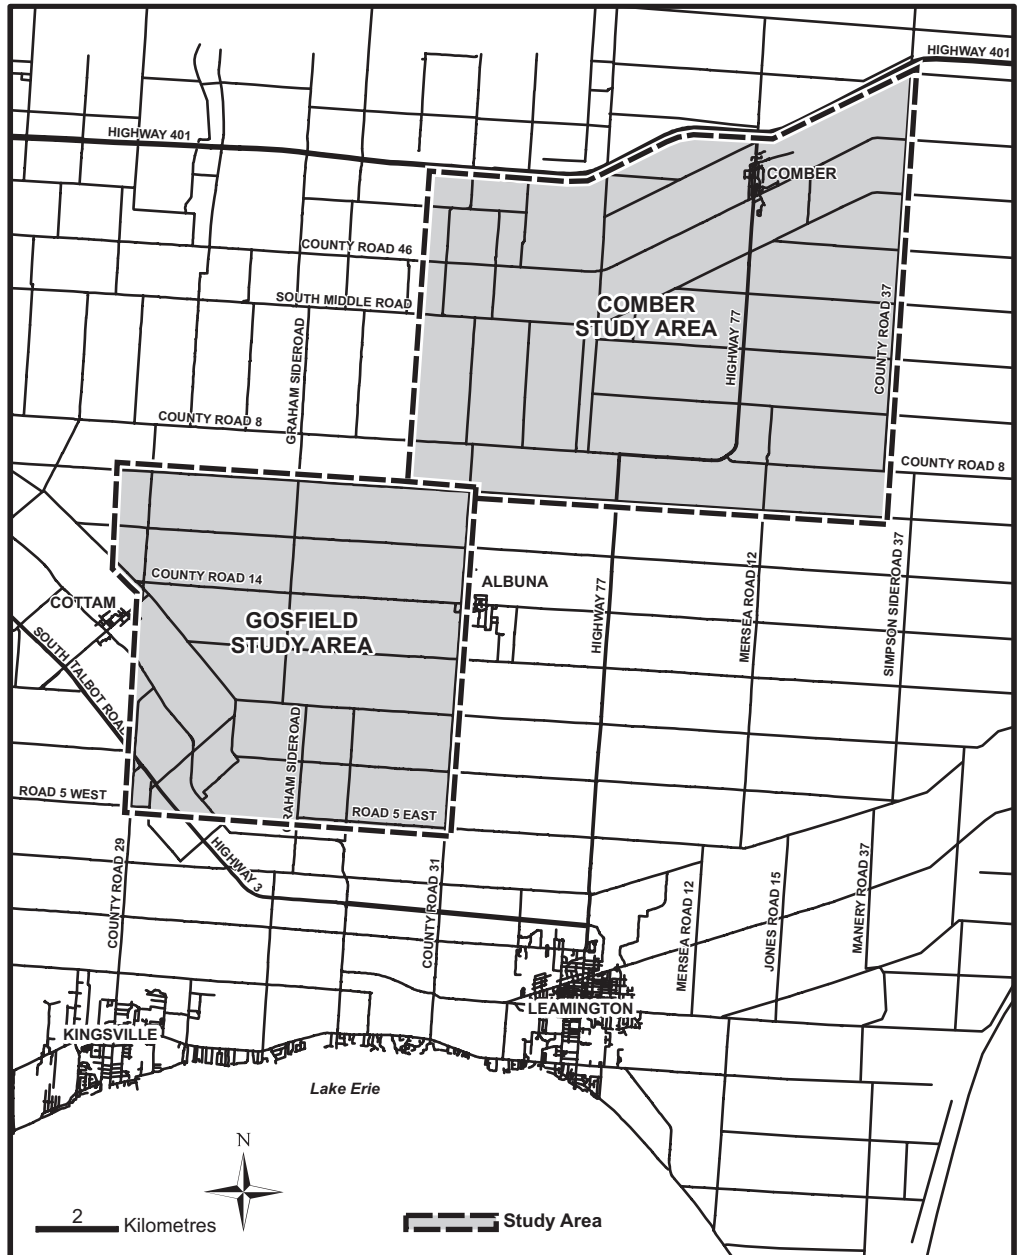 HIGHWAY 401
HIGHWAY 401
COMBER
COUNTY ROAD 46
SOUTH MIDDLE ROAD
COMBER
STUDY AREA
HIGHWAY 77
COUNTY ROAD 37
GRAHAM SIDEROAD
COUNTY ROAD 8
COUNTY ROAD 8
COUNTY ROAD 14
ALBUNA
COTTAM
GOSFIELD
STUDY AREA
HIGHWAY 77
MERSEA ROAD 12
SIMPSON SIDEROAD 37
SOUTH TALBOT ROAD
GRAHAM SIDEROAD
ROAD 5 WEST
ROAD 5 EAST
HIGHWAY 3
COUNTY ROAD 29
COUNTY ROAD 31
MERSEA ROAD 12
JONES ROAD 15
MANERY ROAD 37
LEAMINGTON
KINGSVILLE
Lake Erie
N
2
Kilometres
Study Area